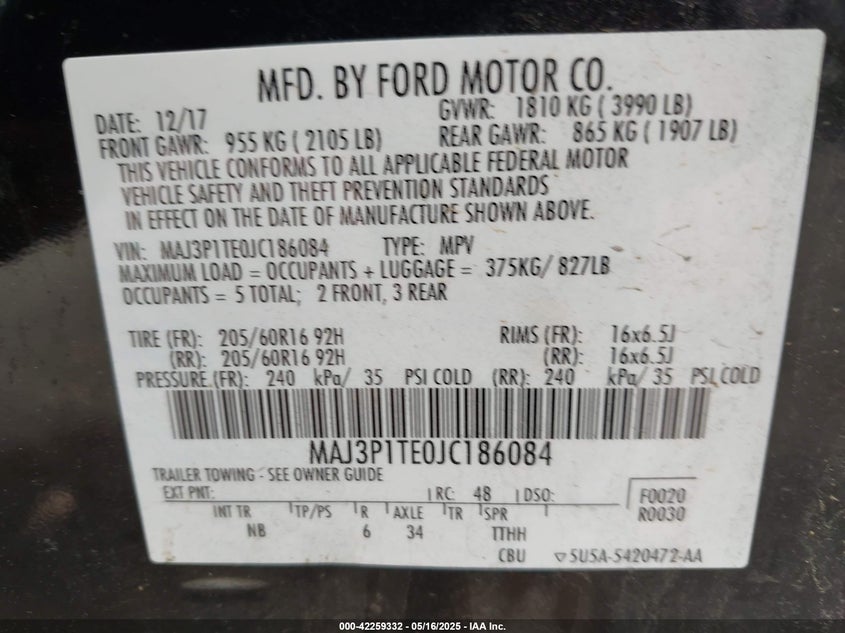 MFD. BY FORD MOTOR CO.
DATE: 12/17 GVWR: 1810 KG ( 3990 LB)
FRONT GAWR: 955 KG ( 2105 LB) REAR GAWR: 865 KG ( 1907 LB)
THIS VEHICLE CONFORMS TO ALL APPLICABLE FEDERAL MOTOR
VEHICLE SAFETY AND THEFT PREVENTION STANDARDS
IN EFFECT ON THE DATE OF MANUFACTURE SHOWN ABOVE.
VIN: MAJ3P1TE0JC186084 TYPE: MPV
MAXIMUM LOAD = OCCUPANTS + LUGGAGE = 375KG/ 827LB
OCCUPANTS = 5 TOTAL; 2 FRONT, 3 REAR
TIRE (FR): 205/60R16 92H RIMS (FR): 16x6.5J
(RR): 205/60R16 92H (RR): 16x6.5J
PRESSURE (FR): 240 kPa/ 35 PSI COLD (RR): 240 kPa/ 35 PSI COLD
MAJ3P1TE0JC186084
TRAILER TOWING - SEE OWNER GUIDE
EXT PNT: RC: 48 DSO: F0020
INT TR TP/PS R AXLE TR SPR R0030
NB 6 34 TTHH
CBU ▽5U5A-5420472-AA
000-42259332 - 05/16/2025 - IAA Inc.